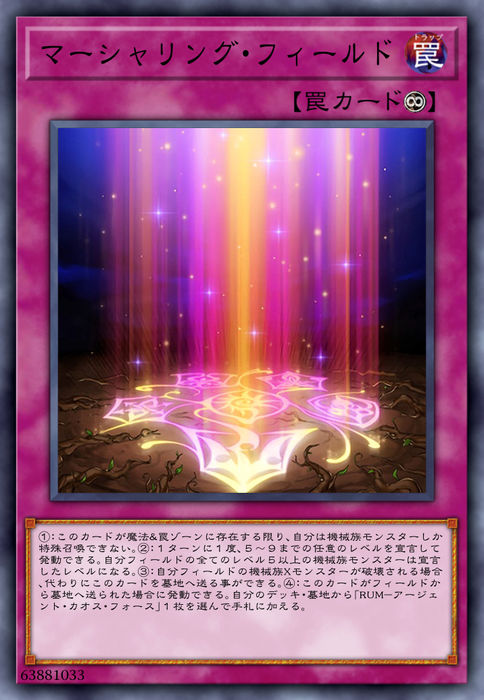 マーシャリング・フィールド
トラップ
罠
【罠カード♾】
①：このカードが魔法&罠ゾーンに存在する限り、自分は機械族モンスターしか
特殊召喚できない。②：１ターンに１度、５～９までの任意のレベルを宣言して
発動できる。自分フィールドの全てのレベル５以上の機械族モンスターは宣言
したレベルになる。③：自分フィールドの機械族Xモンスターが破壊される場合、
代わりにこのカードを墓地へ送る事ができる。④：このカードがフィールドか
ら墓地へ送られた場合に発動できる。自分のデッキ・墓地から「RUM－アージェ
ント・カオス・フォース」１枚を選んで手札に加える。
63881033